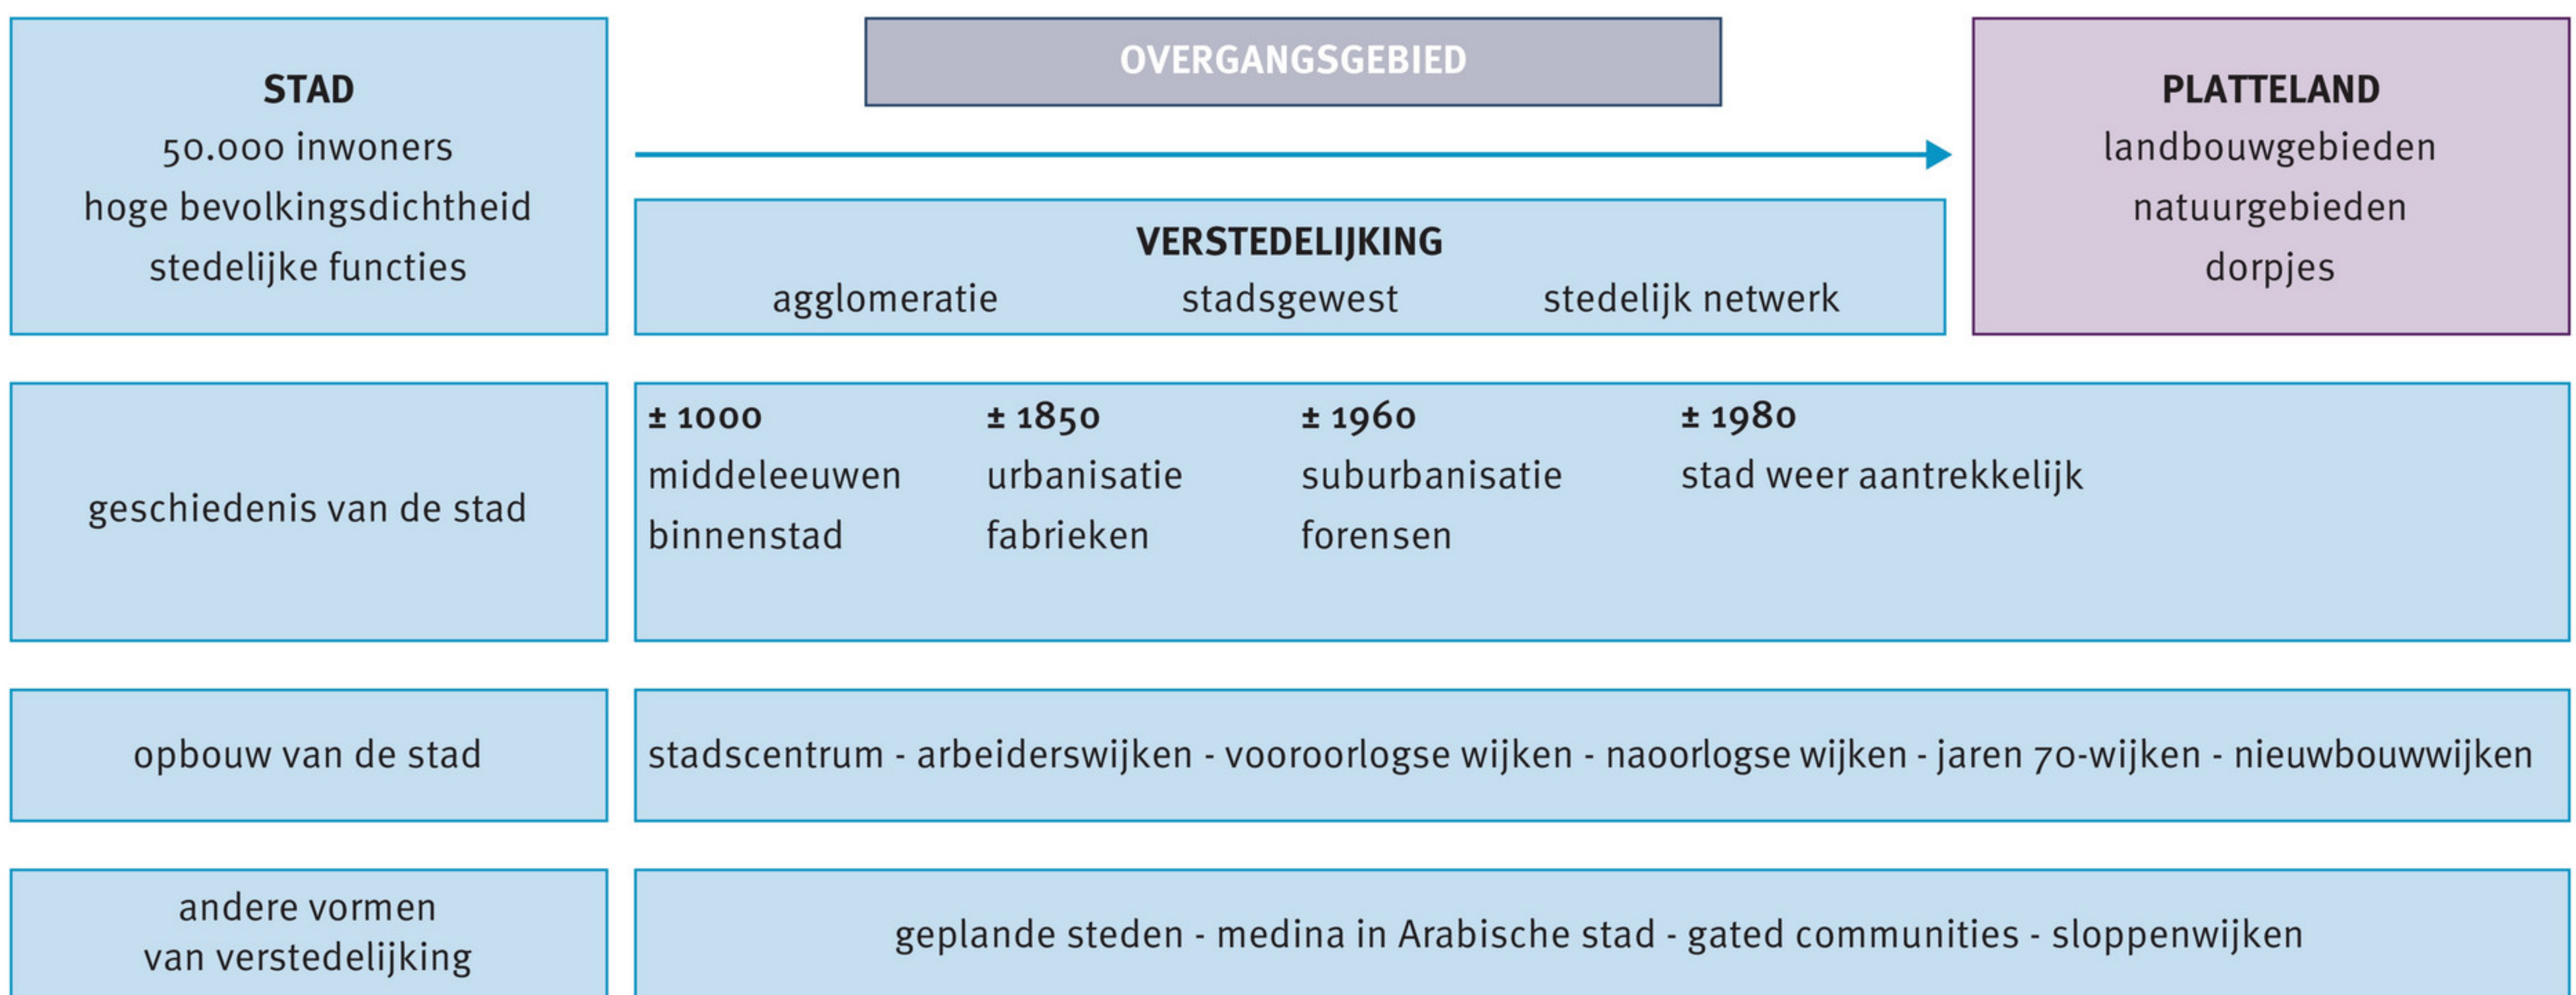 STAD
50.000 inwoners
hoge bevolkingsdichtheid
stedelijke functies
OVERGANGSGEBIED
VERSTEDELIJKING
agglomeratie stadsgewest stedelijk netwerk
PLATTELAND
landbouwgebieden
natuurgebieden
dorpjes
geschiedenis van de stad
± 1000
middeleeuwen
binnenstad
± 1850
urbanisatie
fabrieken
± 1960
suburbanisatie
forensen
± 1980
stad weer aantrekkelijk
opbouw van de stad
stadscentrum - arbeiderswijken - vooroorlogse wijken - naoorlogse wijken - jaren 70-wijken - nieuwbouwwijken
andere vormen
van verstedelijking
geplande steden - medina in Arabische stad - gated communities - sloppenwijken